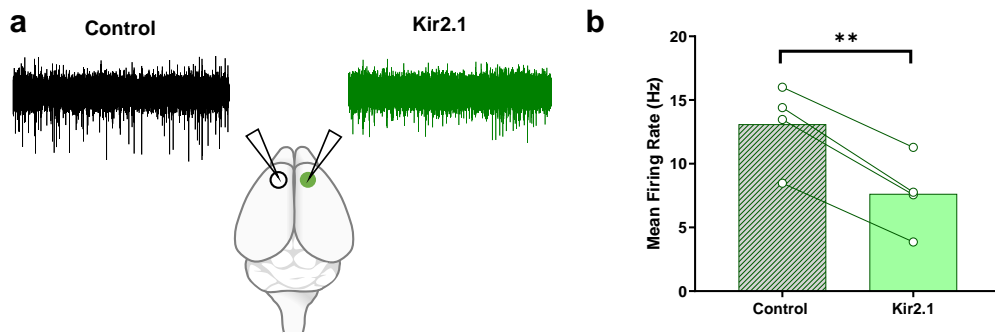 a
Control
Kir2.1
b
**
Mean Firing Rate (Hz)
20
15
10
5
0
Control
Kir2.1